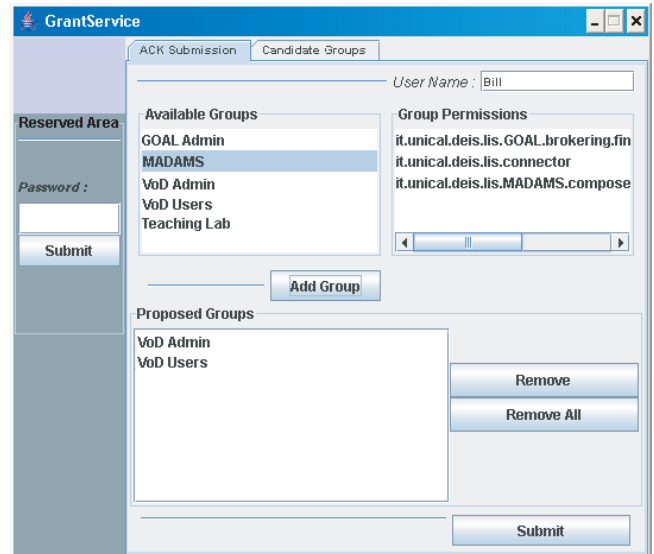 GrantService
ACK Submission
Candidate Groups
User Name : Bill
Reserved Area
Password :
Submit
Available Groups
GOAL Admin
MADAMS
VoD Admin
VoD Users
Teaching Lab
Group Permissions
it.unical.deis.lis.GOAL.brokering.fin
it.unical.deis.lis.connector
it.unical.deis.lis.MADAMS.compose
Add Group
Proposed Groups
VoD Admin
VoD Users
Remove
Remove All
Submit